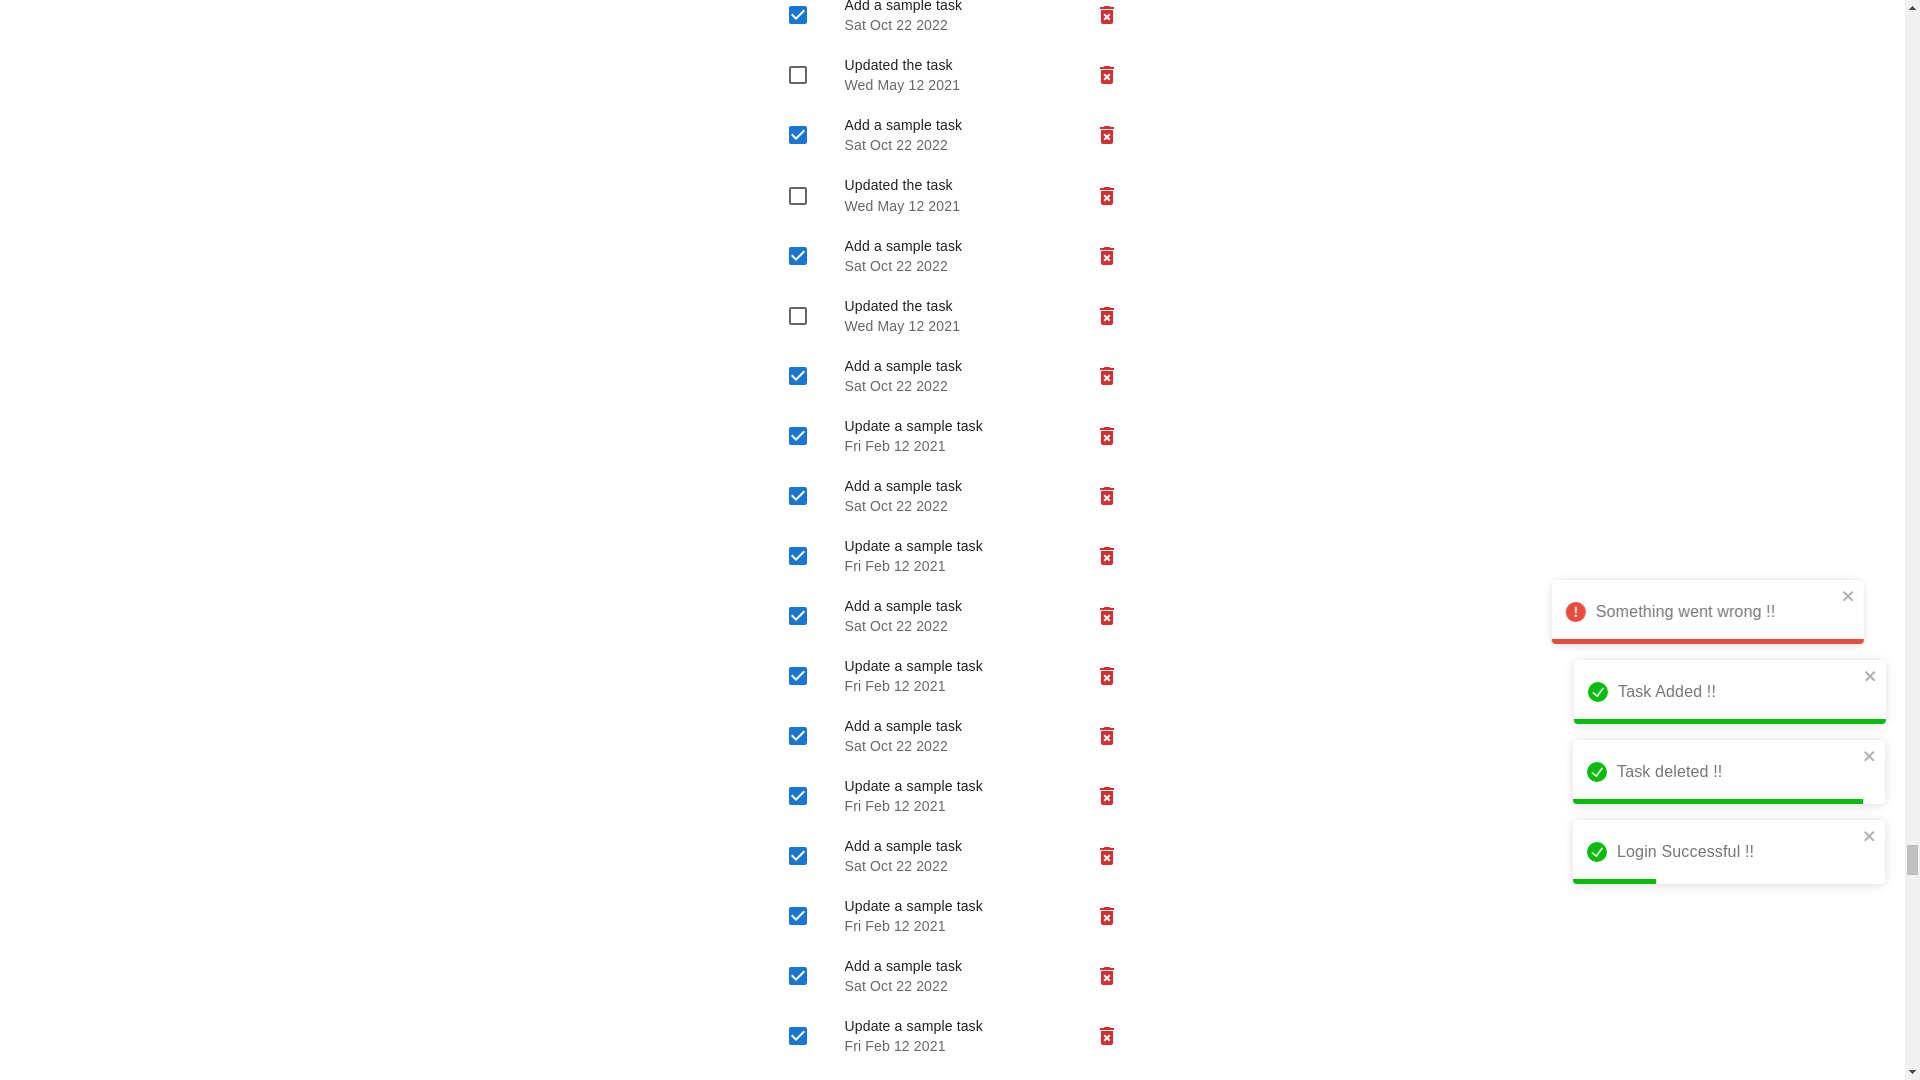 Add a sample task
Sat Oct 22 2022
Updated the task
Wed May 12 2021
Add a sample task
Sat Oct 22 2022
Updated the task
Wed May 12 2021
Add a sample task
Sat Oct 22 2022
Updated the task
Wed May 12 2021
Add a sample task
Sat Oct 22 2022
Update a sample task
Fri Feb 12 2021
Add a sample task
Sat Oct 22 2022
Update a sample task
Fri Feb 12 2021
Add a sample task
Sat Oct 22 2022
Update a sample task
Fri Feb 12 2021
Add a sample task
Sat Oct 22 2022
Update a sample task
Fri Feb 12 2021
Add a sample task
Sat Oct 22 2022
Update a sample task
Fri Feb 12 2021
Add a sample task
Sat Oct 22 2022
Update a sample task
Fri Feb 12 2021
Something went wrong !!
Task Added !!
Task deleted !!
Login Successful !!